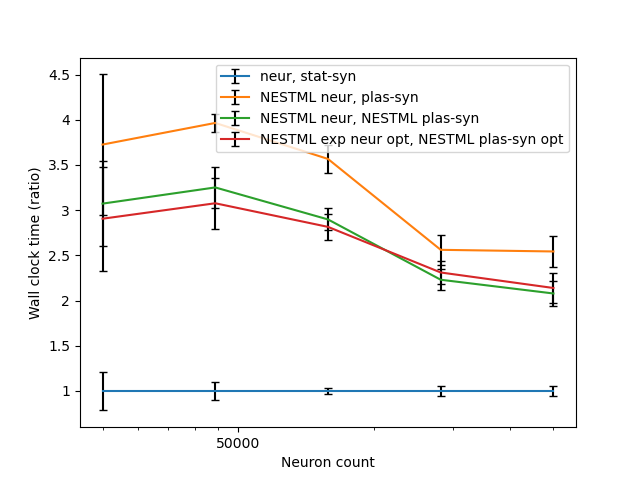 4.5
4
3.5
3
2.5
2
1.5
1
Wall clock time (ratio)
neur, stat-syn
NESTML neur, plas-syn
NESTML neur, NESTML plas-syn
NESTML exp neur opt, NESTML plas-syn opt
50000
Neuron count